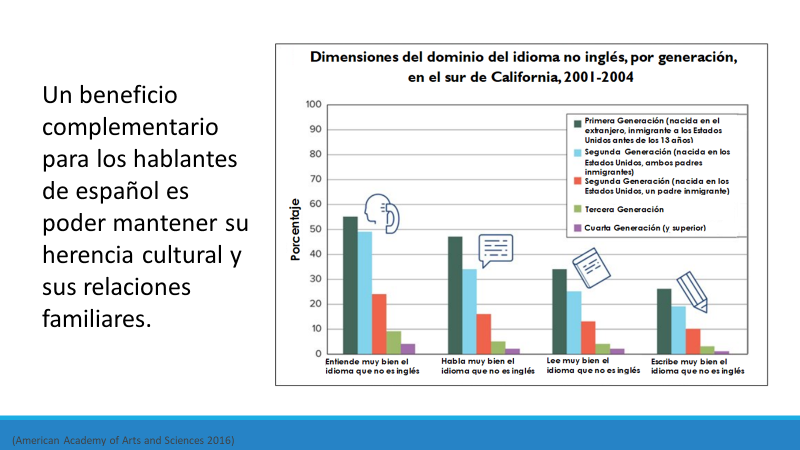 Un beneficio
complementario
para los hablantes
de español es
poder mantener su
herencia cultural y
sus relaciones
familiares.
Dimensiones del dominio del idioma no inglés, por generación,
en el sur de California, 2001-2004
Porcentaje
100
90
80
70
60
50
40
30
20
10
0
Primera Generación (nacida en el
extranjero, inmigrante a los Estados
Unidos antes de los 13 años)
Segunda Generación (nacida en los
Estados Unidos, ambos padres
inmigrantes)
Segunda Generación (nacida en los
Estados Unidos, un padre inmigrante)
Tercera Generación
Cuarta Generación (y superior)
Entiende muy bien el
idioma que no es inglés
Habla muy bien el
idioma que no es inglés
Lee muy bien el
idioma que no es inglés
Escribe muy bien el
idioma que no es inglés
(American Academy of Arts and Sciences 2016)